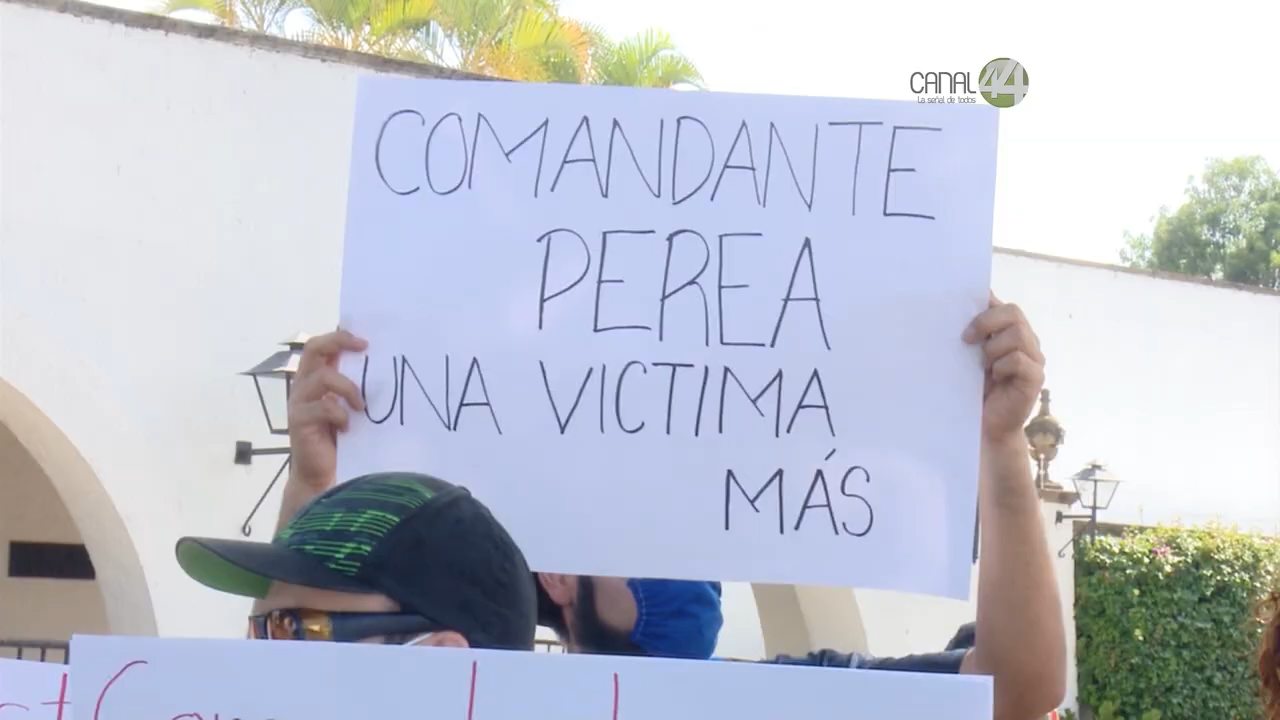 CANAL 44
La señal de todos
COMANDANTE
PEREA
UNA VICTIMA
MÁS